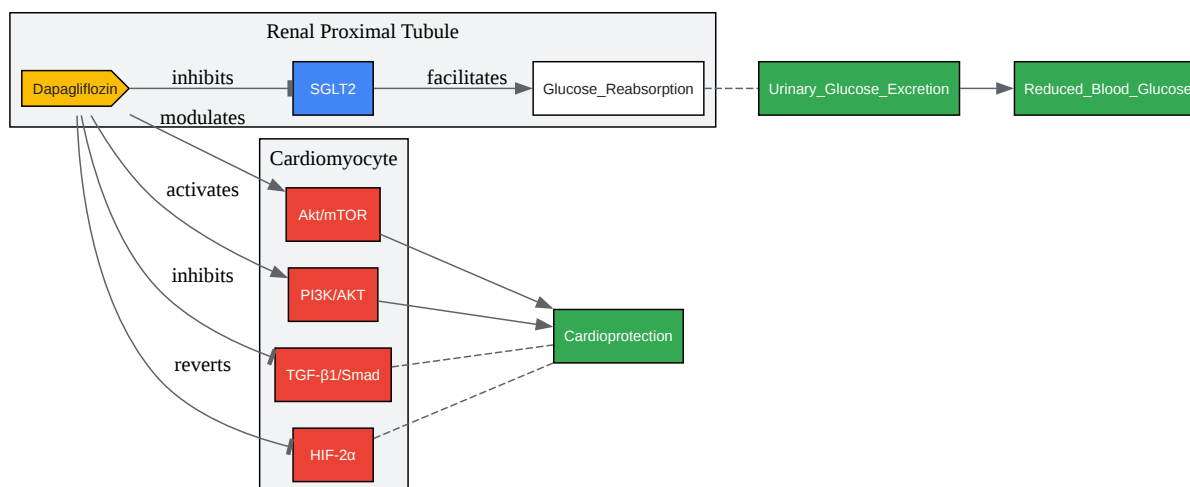 Renal Proximal Tubule
Dapagliflozin
inhibits
SGLT2
facilitates
Glucose_Reabsorption
Urinary_Glucose_Excretion
Reduced_Blood_Glucose
modulates
Cardiomyocyte
activates
Akt/mTOR
inhibits
PI3K/AKT
Cardioprotection
reverts
TGF-β1/Smad
HIF-2α